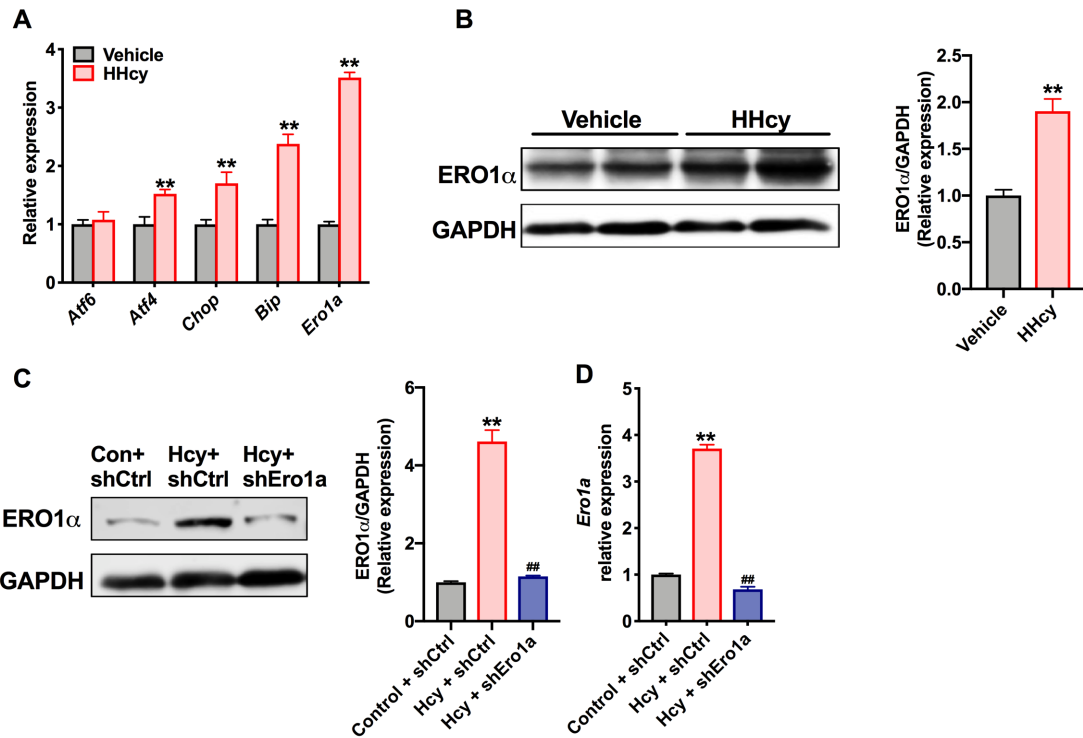 A
Relative expression
4
3
2
1
0
Vehicle
HHcy
**
**
**
**
Atf6
Atf4
Chop
Bip
Ero1a
B
Vehicle
HHcy
ERO1α
GAPDH
ERO1α/GAPDH
(Relative expression)
2.5
2.0
1.5
1.0
0.5
0.0
**
Vehicle
HHcy
C
Con+ Hcy+ Hcy+
shCtrl shCtrl shEro1a
ERO1α
GAPDH
ERO1α/GAPDH
(Relative expression)
6
4
2
0
**
##
Control + shCtrl
Hcy + shCtrl
Hcy + shEro1a
D
Ero1a
relative expression
5
4
3
2
1
0
**
##
Control + shCtrl
Hcy + shCtrl
Hcy + shEro1a